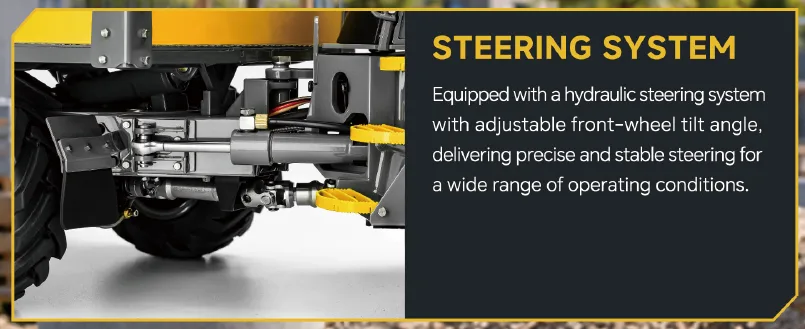 STEERING SYSTEM
Equipped with a hydraulic steering system
with adjustable front-wheel tilt angle,
delivering precise and stable steering for
a wide range of operating conditions.